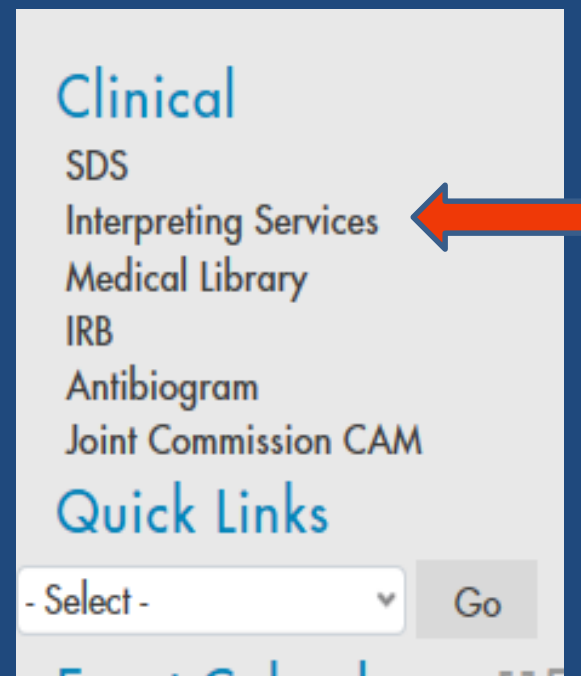 Clinical
SDS
Interpreting Services
Medical Library
IRB
Antibiogram
Joint Commission CAM
Quick Links
- Select -
Go